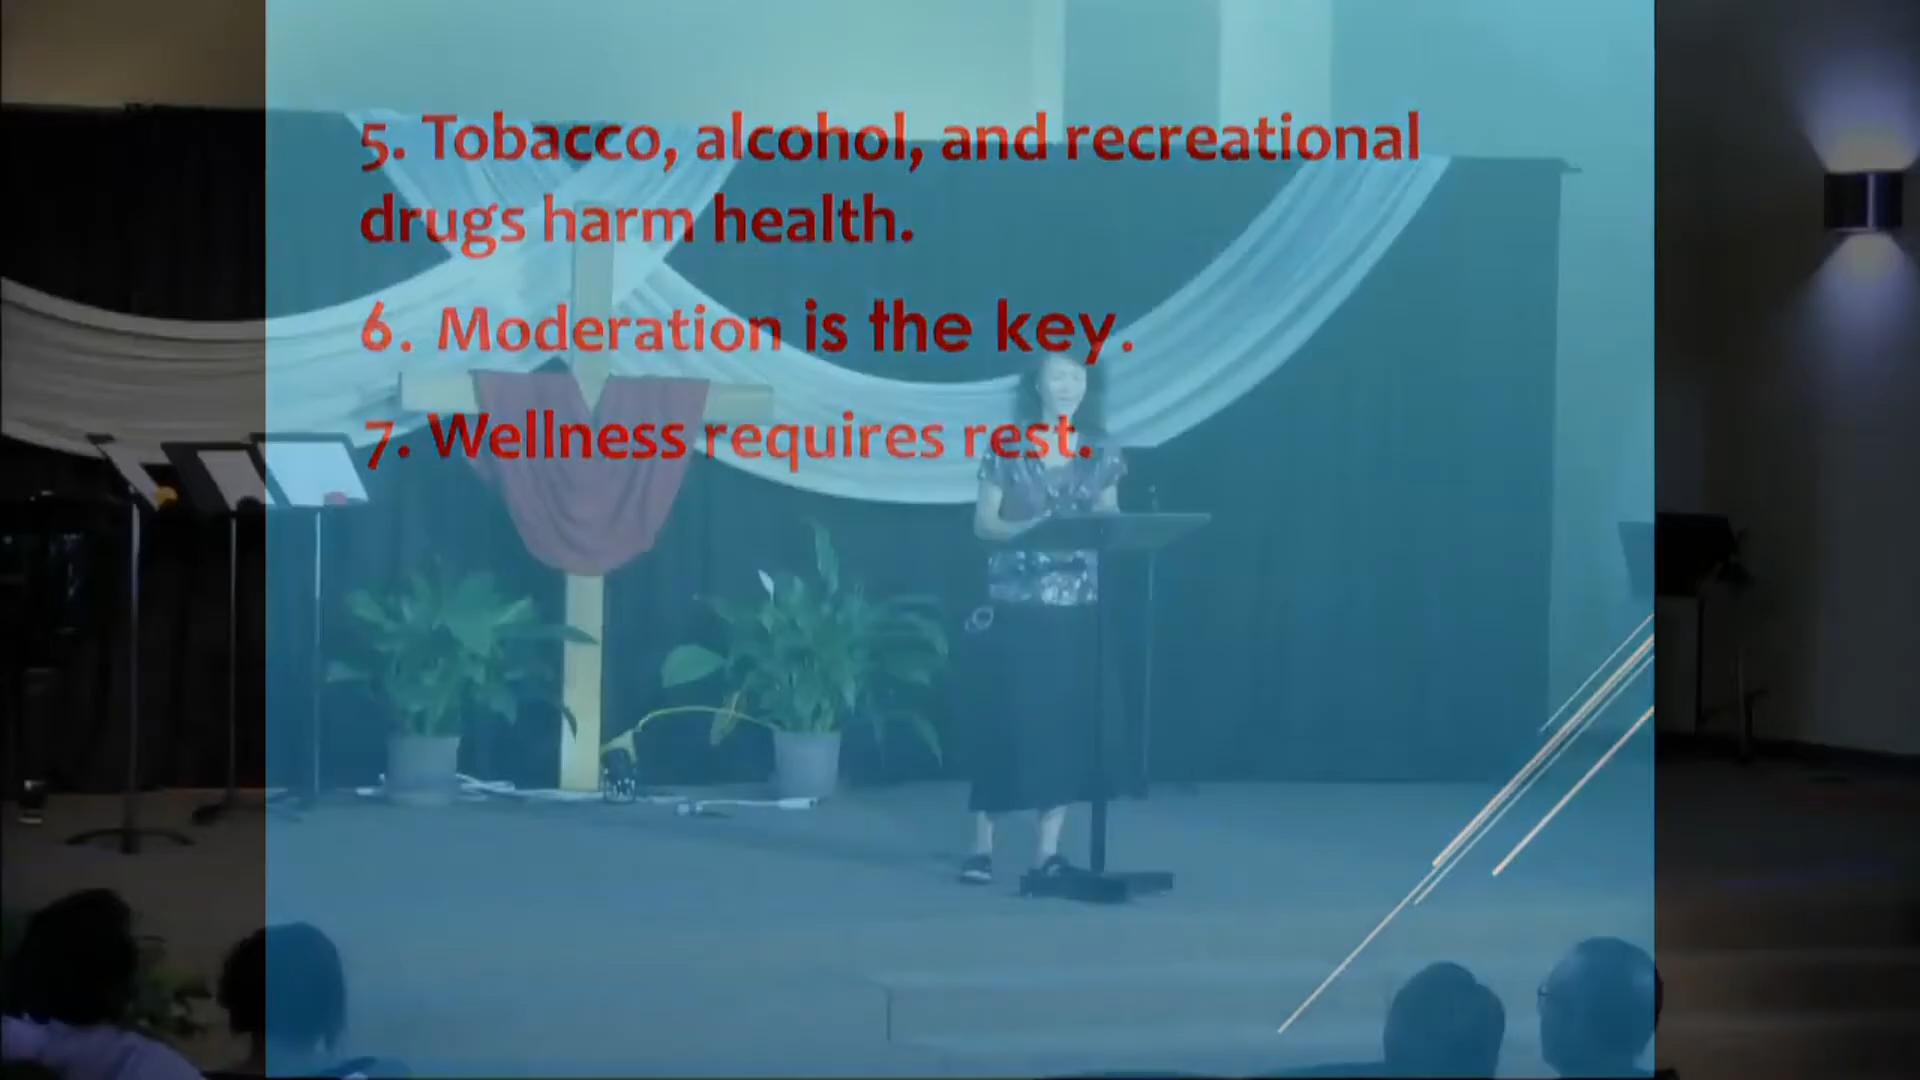 5. Tobacco, alcohol, and recreational
drugs harm health.
6. Moderation is the key.
7. Wellness requires rest.